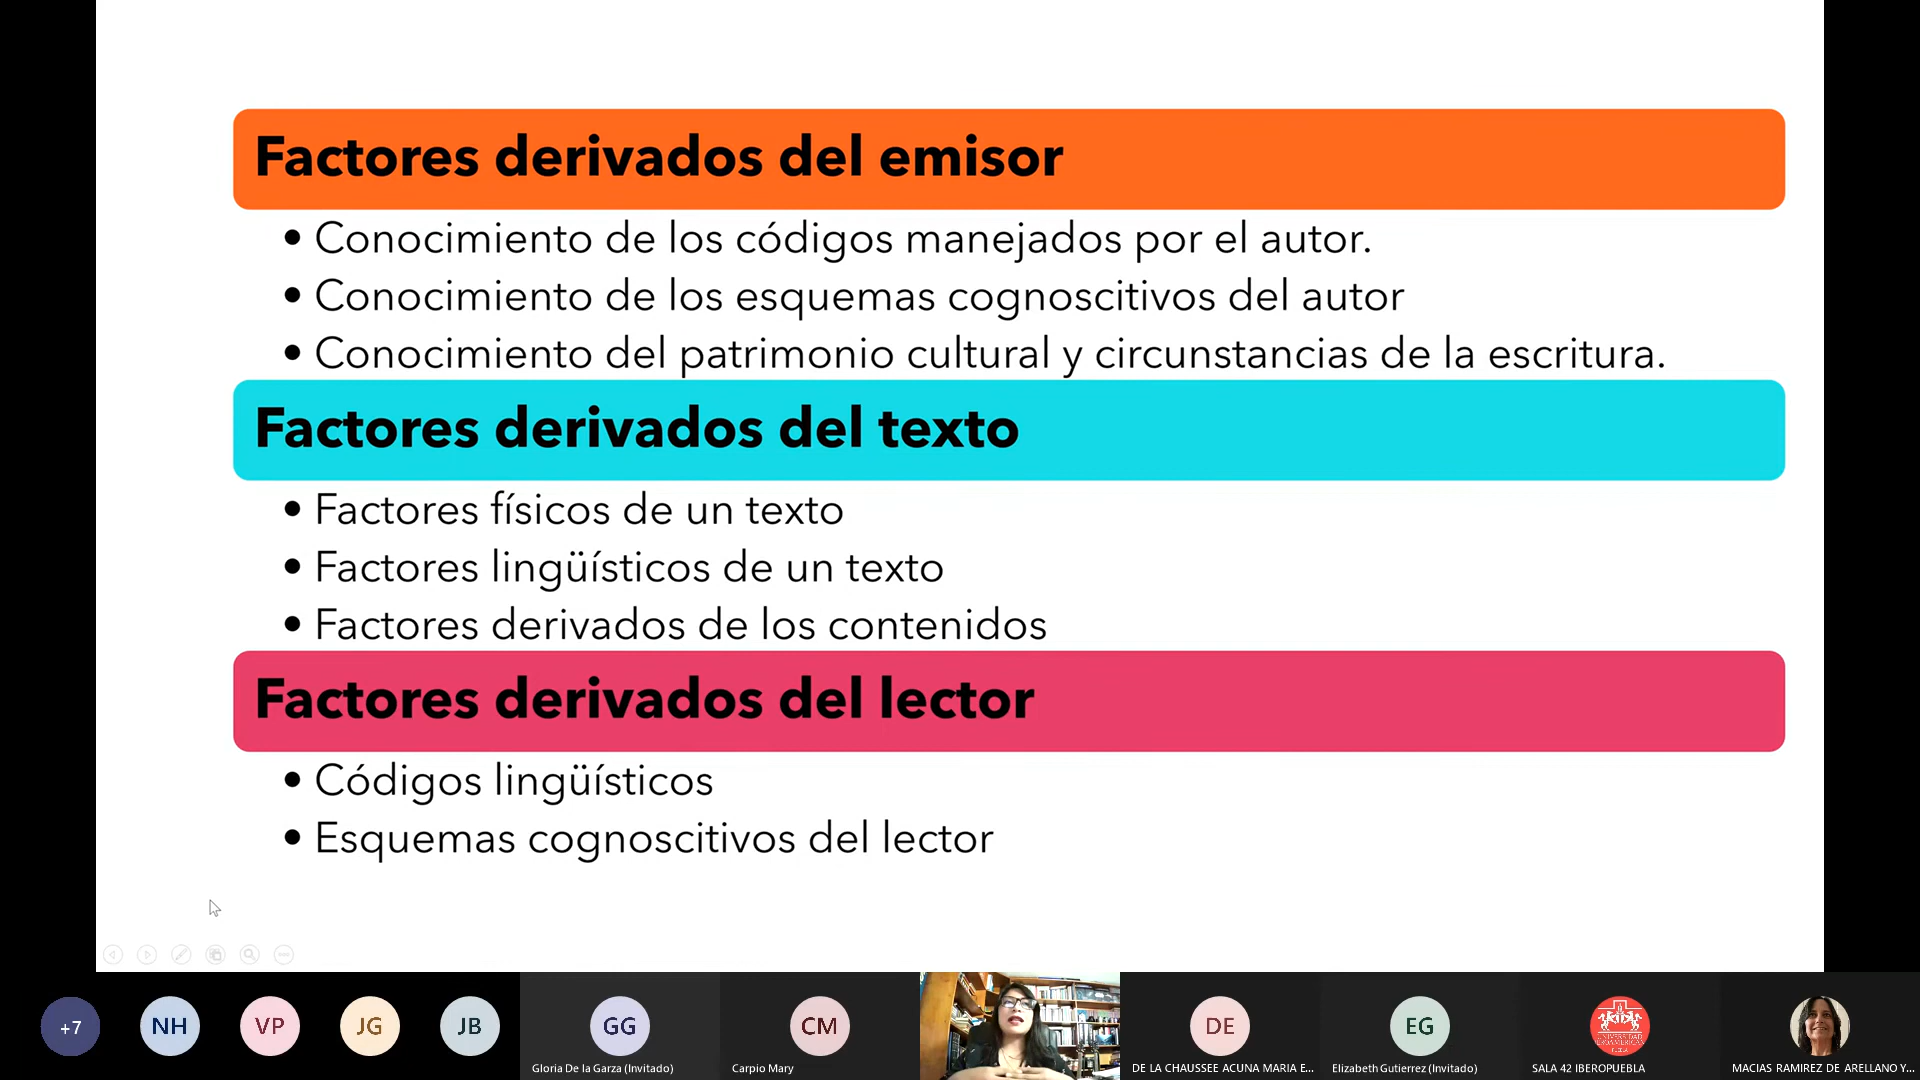 Factores derivados del emisor
• Conocimiento de los códigos manejados por el autor.
• Conocimiento de los esquemas cognoscitivos del autor
• Conocimiento del patrimonio cultural y circunstancias de la escritura.
Factores derivados del texto
• Factores físicos de un texto
• Factores lingüísticos de un texto
• Factores derivados de los contenidos
Factores derivados del lector
• Códigos lingüísticos
• Esquemas cognoscitivos del lector
+7
NH
VP
JG
JB
GG
Gloria De la Garza (Invitado)
CM
Carpio Mary
DE
DE LA CHAUSSEE ACUNA MARIA E...
EG
Elizabeth Gutierrez (Invitado)
SALA 42 IBEROPUEBLA
MACIAS RAMIREZ DE ARELLANO Y...